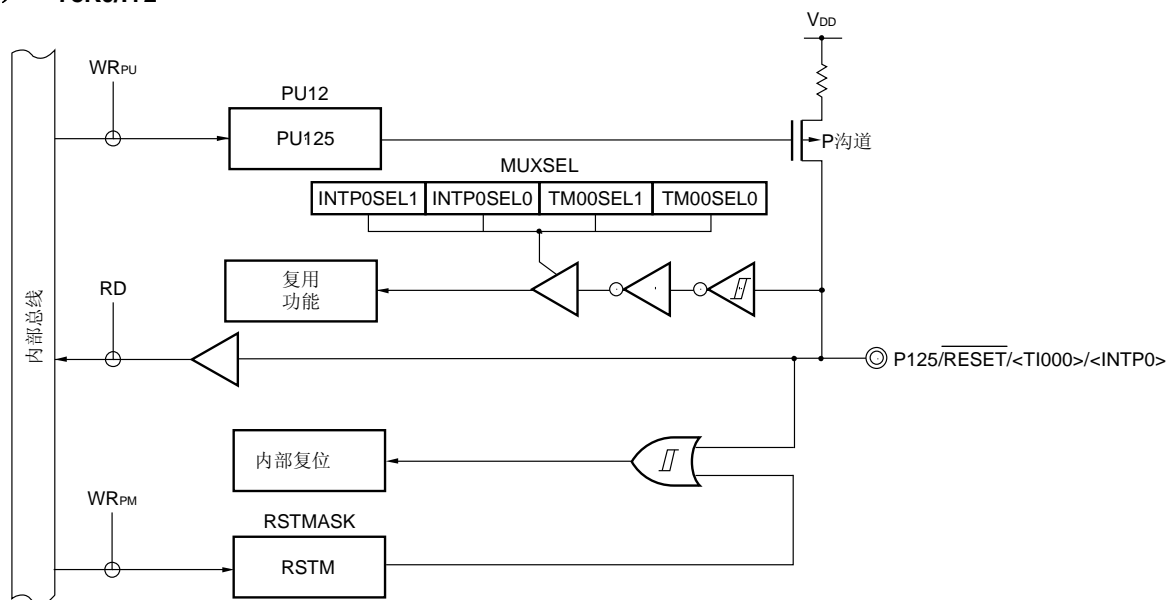 VDD
WRPU
PU12
PU125
P沟道
MUXSEL
INTP0SEL1 INTP0SEL0 TM00SEL1 TM00SEL0
复用
功能
RD
内部总线
P125/RESET/<TI000>/<INTP0>
内部复位
WRPM
RSTMASK
RSTM